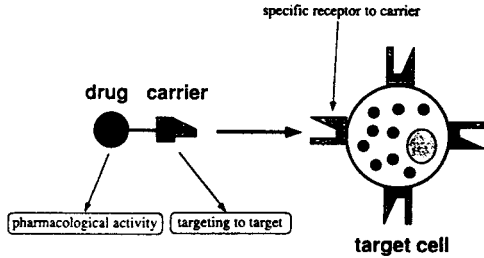 specific receptor to carrier
drug carrier
pharmacological activity
targeting to target
target cell